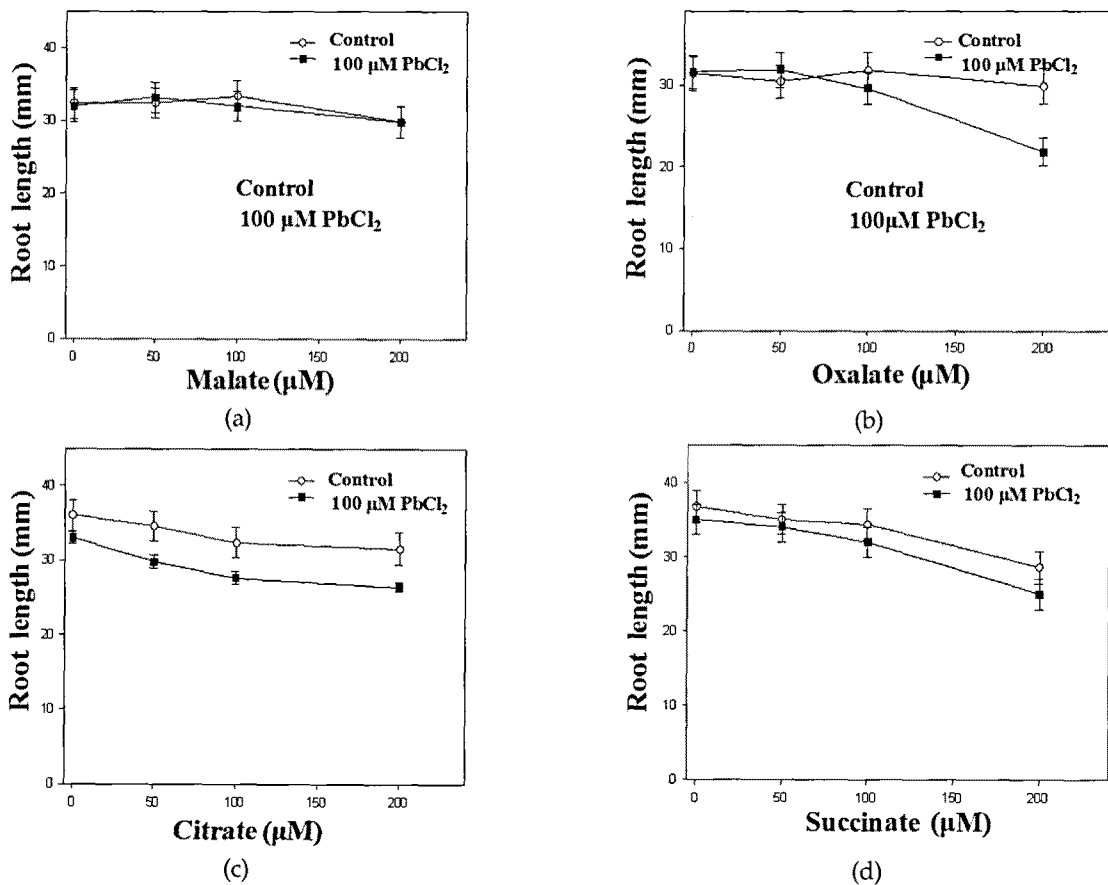 Control
100 µM PbCl₂
40
30
20
10
0
Root length (mm)
Control
100 µM PbCl₂
0 50 100 150 200
Malate (µM)
(a)
Control
100 µM PbCl₂
30
20
10
0
Root length (mm)
Control
100µM PbCl₂
0 50 100 150 200
Oxalate (µM)
(b)
Control
100 µM PbCl₂
40
30
20
10
0
Root length (mm)
0 50 100 150 200
Citrate (µM)
(c)
Control
100 µM PbCl₂
40
30
20
10
0
Root length (mm)
0 50 100 150 200
Succinate (µM)
(d)